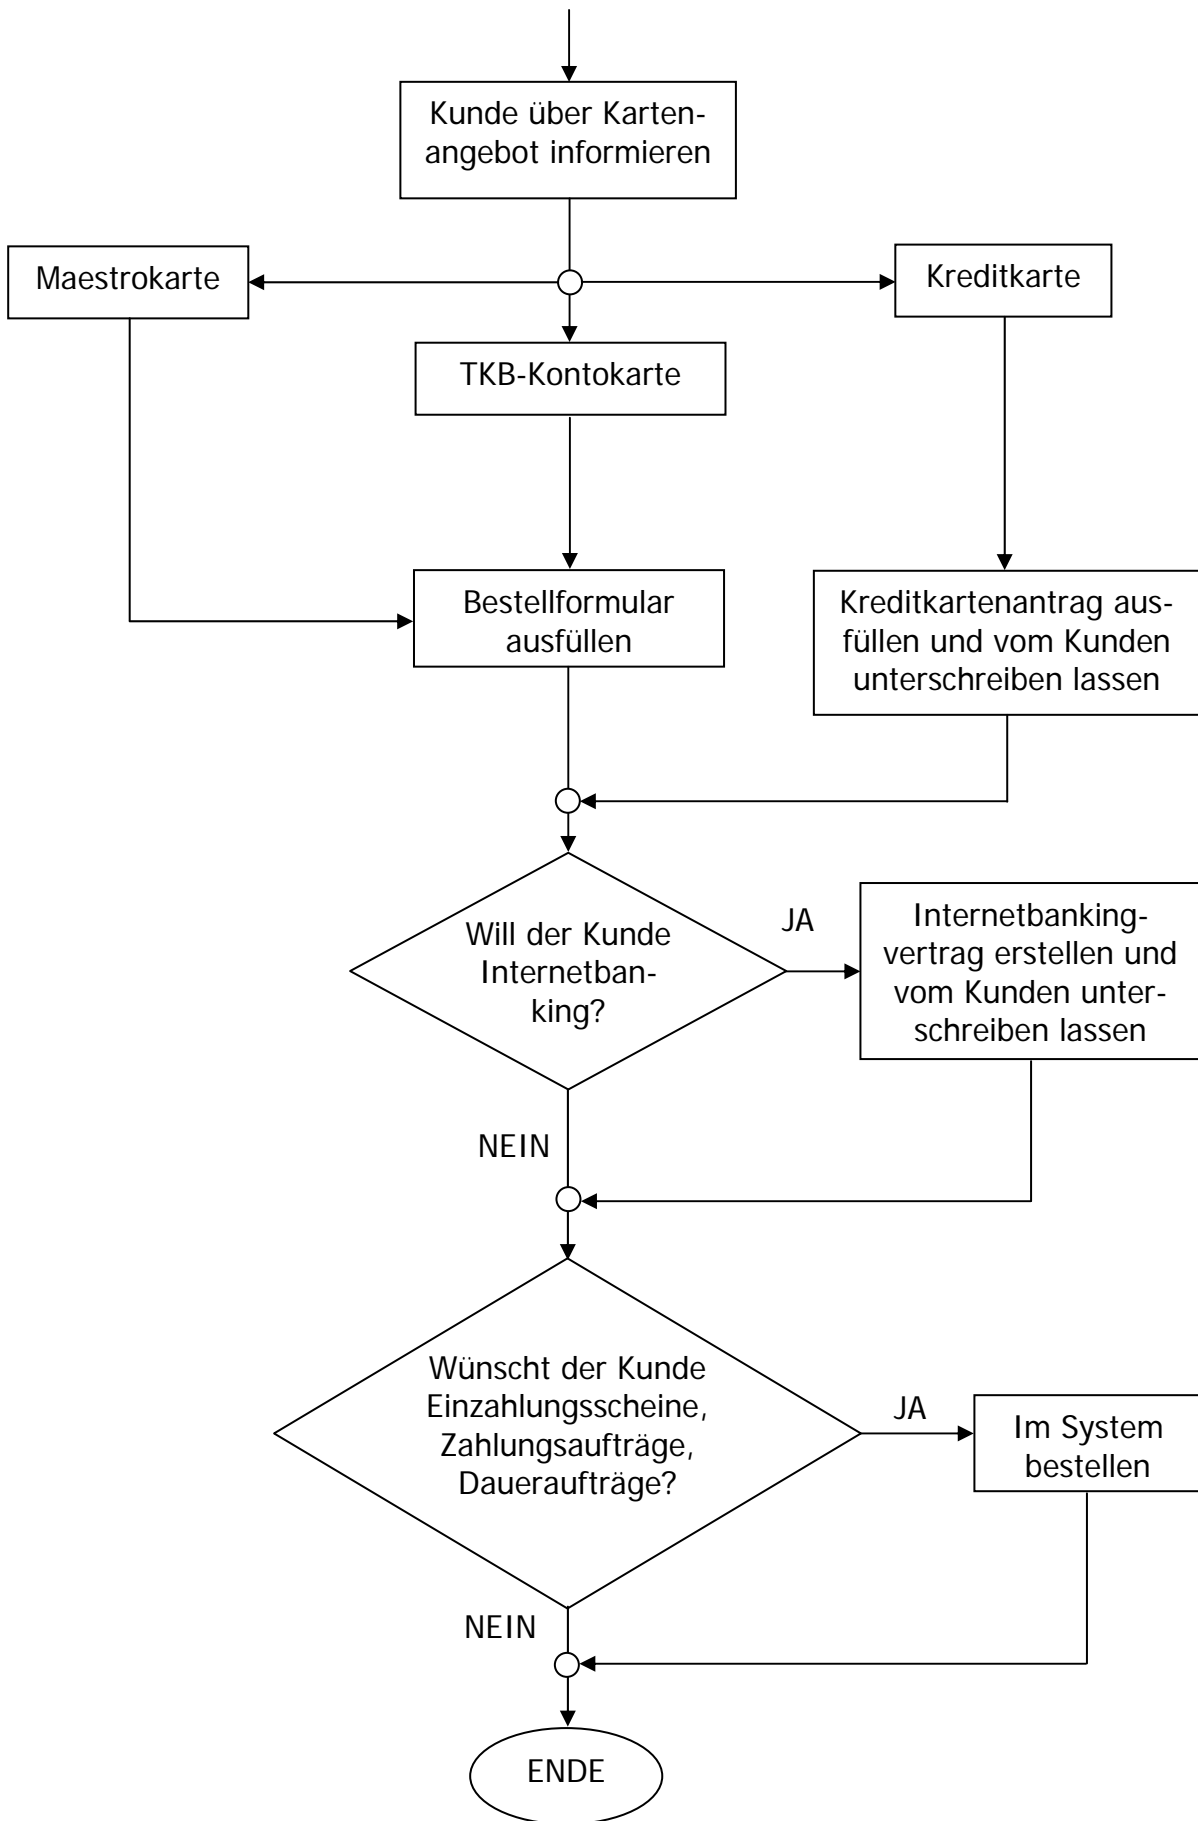 Kunde über Karten-
angebot informieren
Maestrokarte
Kreditkarte
TKB-Kontokarte
Bestellformular
ausfüllen
Kreditkartenantrag aus-
füllen und vom Kunden
unterschreiben lassen
Will der Kunde
Internetban-
king?
JA
Internetbanking-
vertrag erstellen und
vom Kunden unter-
schreiben lassen
NEIN
Wünscht der Kunde
Einzahlungsscheine,
Zahlungsaufträge,
Daueraufträge?
JA
Im System
bestellen
NEIN
ENDE